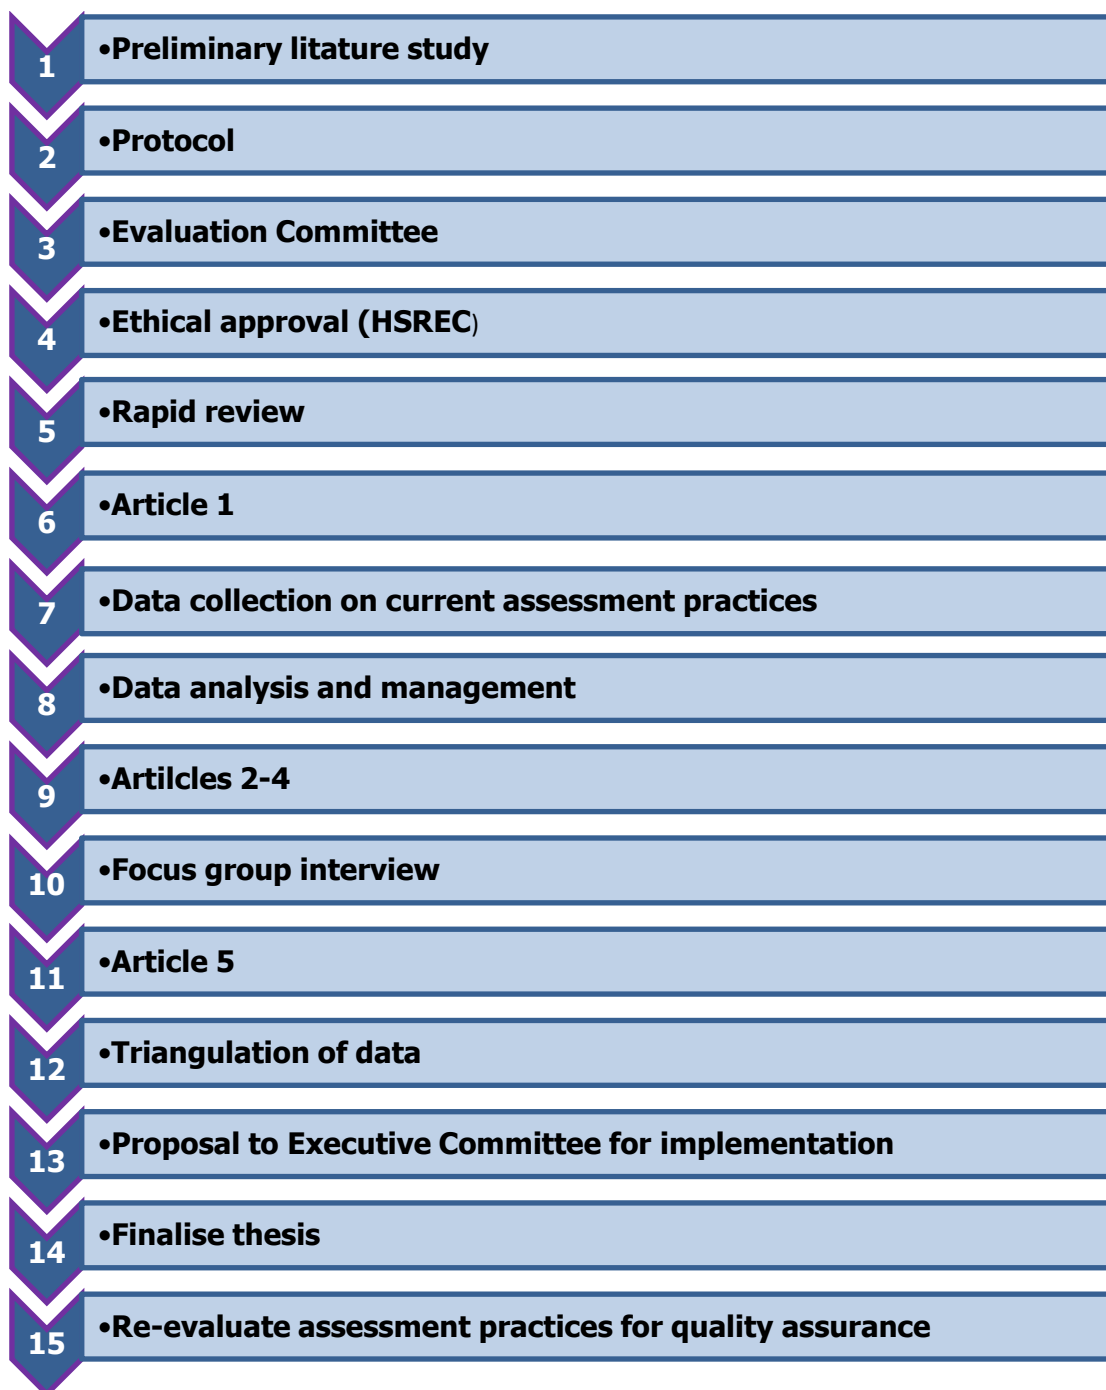 1 •Preliminary litature study
2 •Protocol
3 •Evaluation Committee
4 •Ethical approval (HSREC)
5 •Rapid review
6 •Article 1
7 •Data collection on current assessment practices
8 •Data analysis and management
9 •Artilcles 2-4
10 •Focus group interview
11 •Article 5
12 •Triangulation of data
13 •Proposal to Executive Committee for implementation
14 •Finalise thesis
15 •Re-evaluate assessment practices for quality assurance